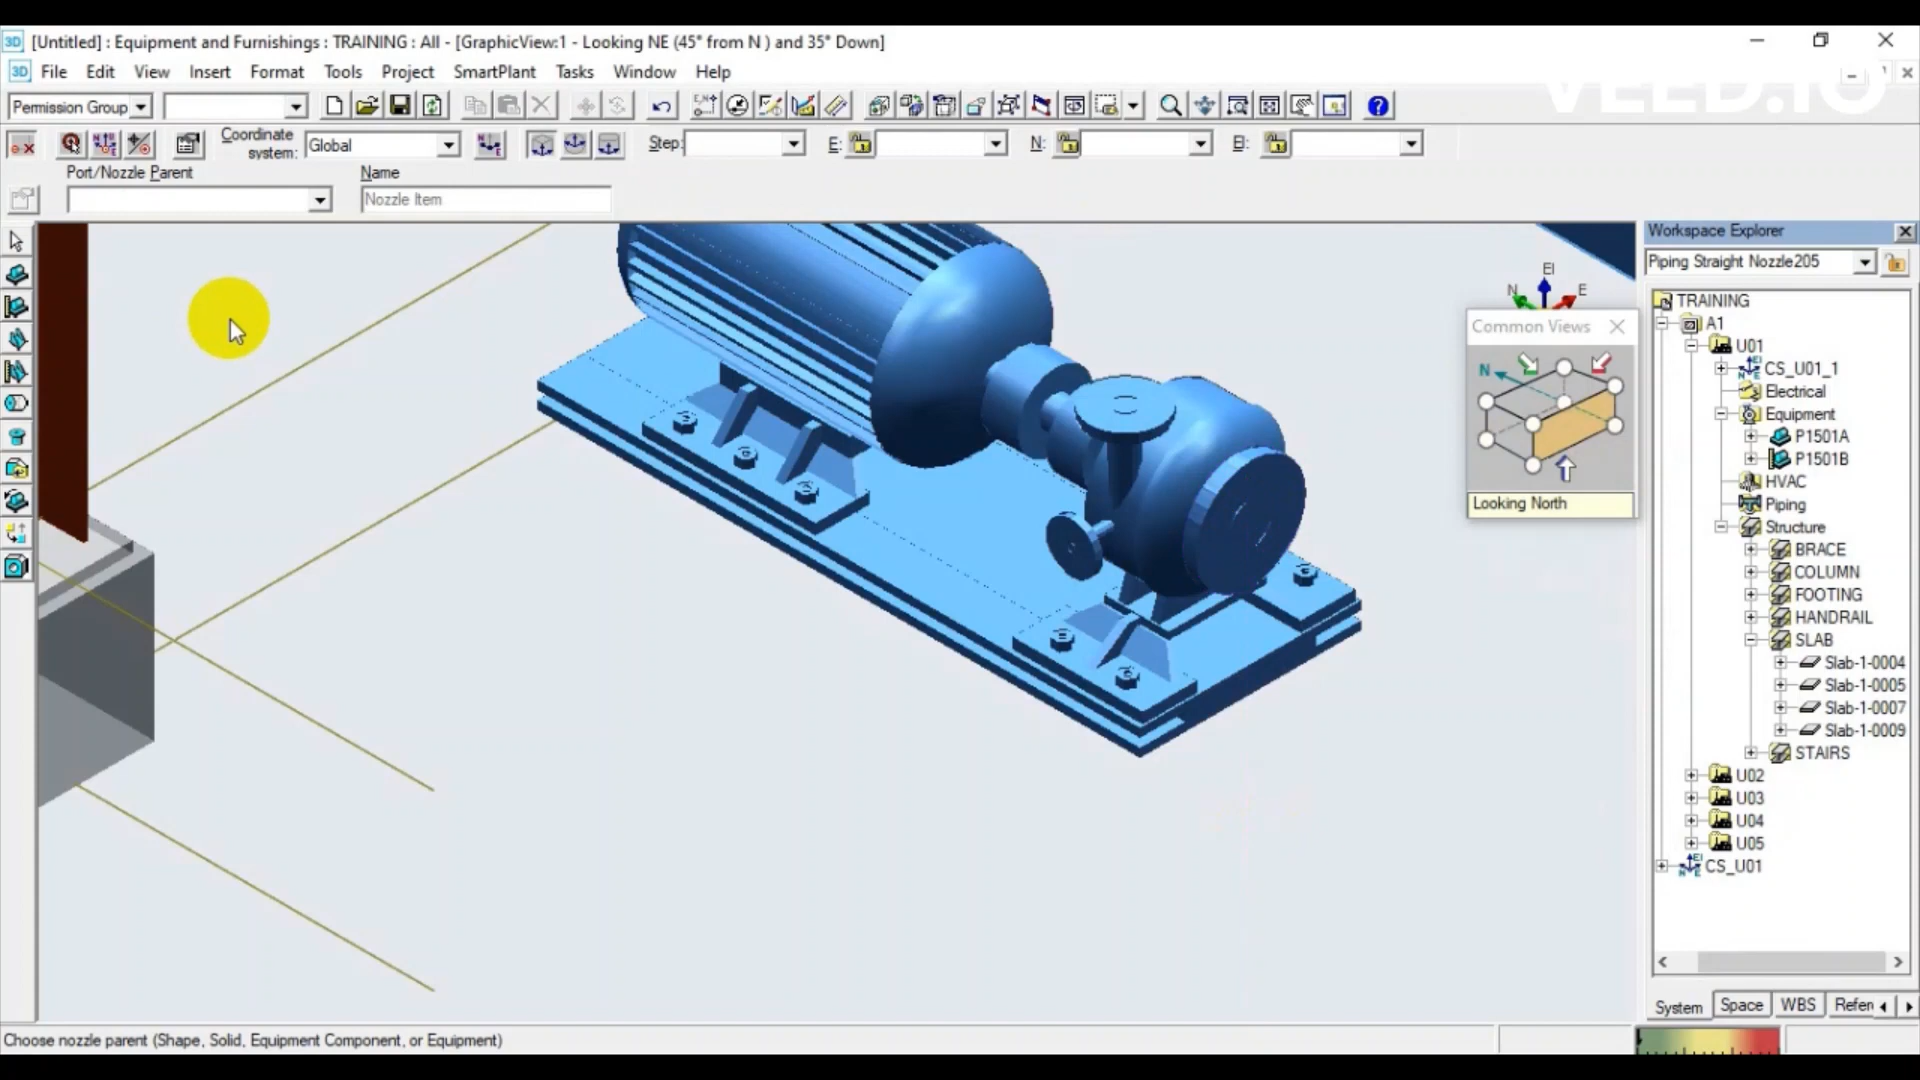 [Untitled] : Equipment and Furnishings : TRAINING : All - [GraphicView:1 - Looking NE (45° from N ) and 35° Down]
File Edit View Insert Format Tools Project SmartPlant Tasks Window Help
VEED.IO
Permission Group
Coordinate system: Global Step: E: N: El:
Port/Nozzle Parent Name
Nozzle Item
Workspace Explorer
Piping Straight Nozzle205
TRAINING
A1
U01
CS_U01_1
Electrical
Equipment
P1501A
P1501B
HVAC
Piping
Structure
BRACE
COLUMN
FOOTING
HANDRAIL
SLAB
Slab-1-0004
Slab-1-0005
Slab-1-0007
Slab-1-0009
STAIRS
U02
U03
U04
U05
CS_U01
El
N E
Common Views
N
Looking North
System Space WBS Refer
Choose nozzle parent (Shape, Solid, Equipment Component, or Equipment)